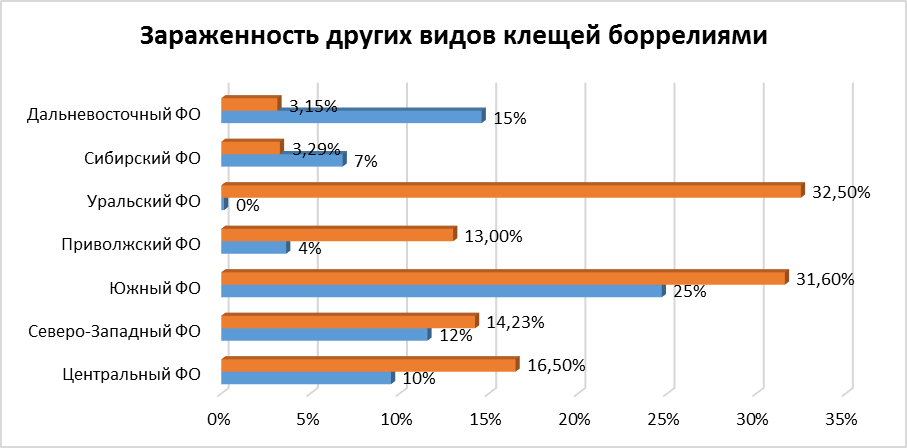 Зараженность других видов клещей боррелиями
Дальневосточный ФО 3,15%
15%
Сибирский ФО 3,29%
7%
Уральский ФО 32,50%
0%
Приволжский ФО 13,00%
4%
Южный ФО 31,60%
25%
Северо-Западный ФО 14,23%
12%
Центральный ФО 16,50%
10%
0% 5% 10% 15% 20% 25% 30% 35%